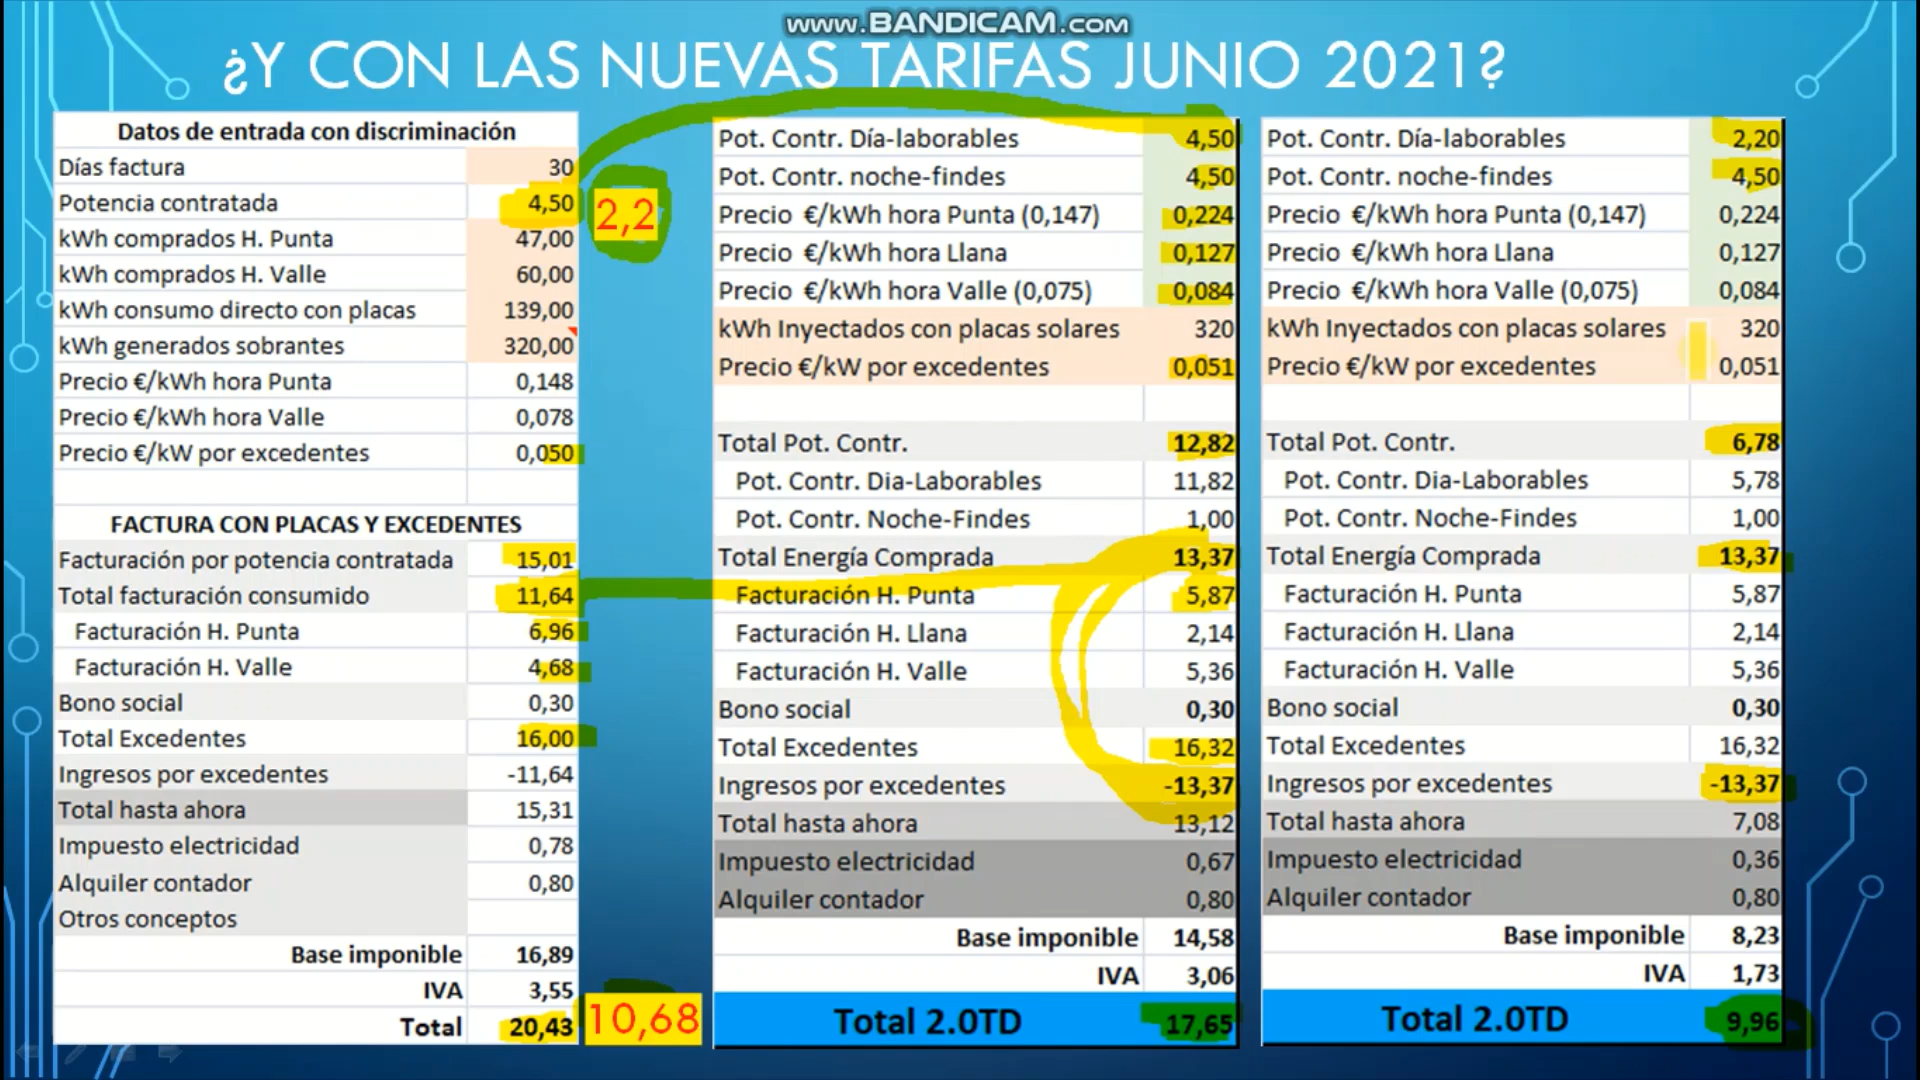 www.BANDICAM.com
¿Y CON LAS NUEVAS TARIFAS JUNIO 2021?
Datos de entrada con discriminación
Días factura 30
Potencia contratada 4,50
2,2
kWh comprados H. Punta 47,00
kWh comprados H. Valle 60,00
kWh consumo directo con placas 139,00
kWh generados sobrantes 320,00
Precio €/kWh hora Punta 0,148
Precio €/kWh hora Valle 0,078
Precio €/kW por excedentes 0,050
FACTURA CON PLACAS Y EXCEDENTES
Facturación por potencia contratada 15,01
Total facturación consumido 11,64
Facturación H. Punta 6,96
Facturación H. Valle 4,68
Bono social 0,30
Total Excedentes 16,00
Ingresos por excedentes -11,64
Total hasta ahora 15,31
Impuesto electricidad 0,78
Alquiler contador 0,80
Otros conceptos
Base imponible 16,89
IVA 3,55
Total 20,43
10,68
Pot. Contr. Día-laborables 4,50
Pot. Contr. noche-findes 4,50
Precio €/kWh hora Punta (0,147) 0,224
Precio €/kWh hora Llana 0,127
Precio €/kWh hora Valle (0,075) 0,084
kWh Inyectados con placas solares 320
Precio €/kW por excedentes 0,051
Total Pot. Contr. 12,82
Pot. Contr. Dia-Laborables 11,82
Pot. Contr. Noche-Findes 1,00
Total Energía Comprada 13,37
Facturación H. Punta 5,87
Facturación H. Llana 2,14
Facturación H. Valle 5,36
Bono social 0,30
Total Excedentes 16,32
Ingresos por excedentes -13,37
Total hasta ahora 13,12
Impuesto electricidad 0,67
Alquiler contador 0,80
Base imponible 14,58
IVA 3,06
Total 2.0TD 17,65
Pot. Contr. Día-laborables 2,20
Pot. Contr. noche-findes 4,50
Precio €/kWh hora Punta (0,147) 0,224
Precio €/kWh hora Llana 0,127
Precio €/kWh hora Valle (0,075) 0,084
kWh Inyectados con placas solares 320
Precio €/kW por excedentes 0,051
Total Pot. Contr. 6,78
Pot. Contr. Dia-Laborables 5,78
Pot. Contr. Noche-Findes 1,00
Total Energía Comprada 13,37
Facturación H. Punta 5,87
Facturación H. Llana 2,14
Facturación H. Valle 5,36
Bono social 0,30
Total Excedentes 16,32
Ingresos por excedentes -13,37
Total hasta ahora 7,08
Impuesto electricidad 0,36
Alquiler contador 0,80
Base imponible 8,23
IVA 1,73
Total 2.0TD 9,96